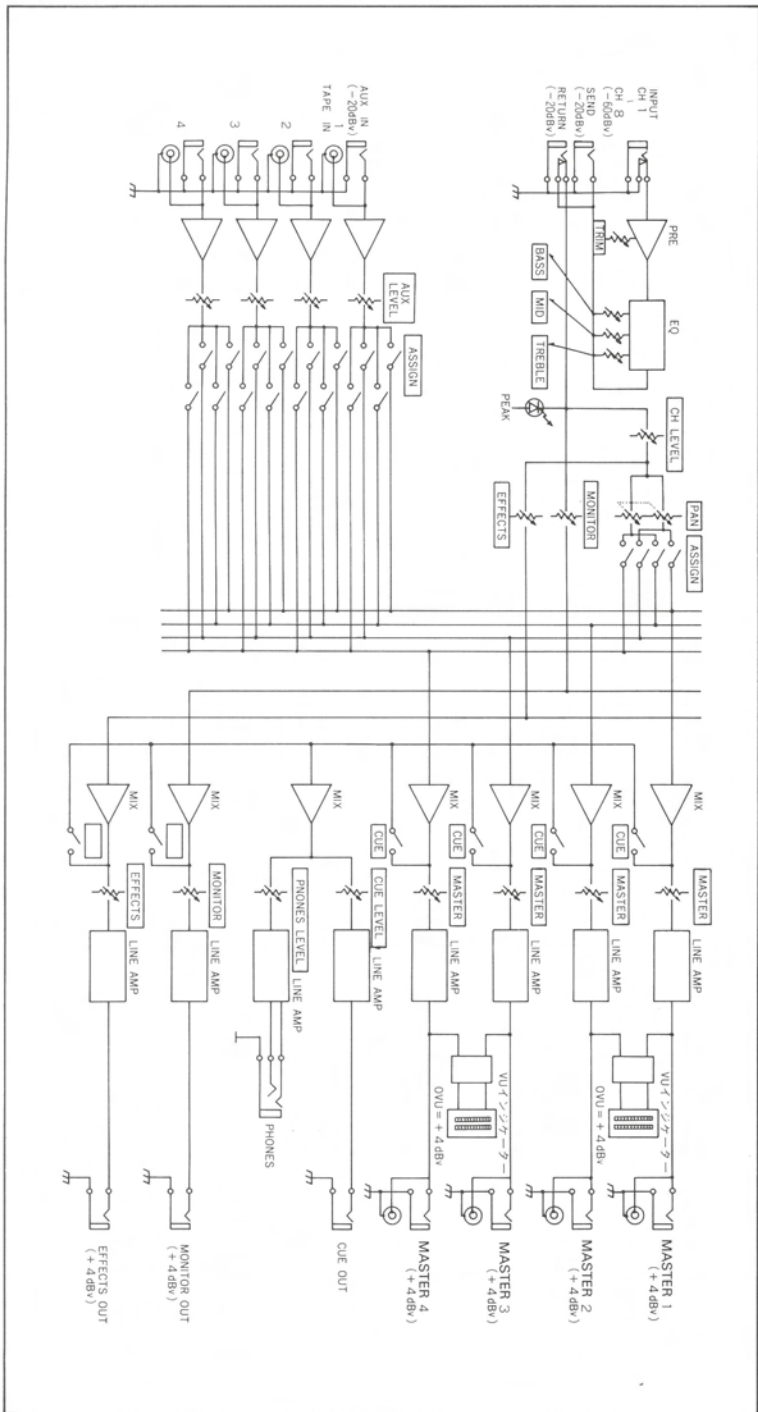 INPUT
CH 1
〜
CH 8
(−60dBv)
SEND
(−20dBv)
RETURN
(−20dBv)
PRE
TRIM
EQ
BASS
MID
TREBLE
PEAK
CH LEVEL
PAN
ASSIGN
MONITOR
EFFECTS
AUX IN
(−20dBv)
1
TAPE IN
2
3
4
AUX
LEVEL
ASSIGN
MIX
CUE
MASTER
LINE AMP
VUインジケーター
0VU=+4dBv
MASTER 1
(+4dBv)
MIX
CUE
MASTER
LINE AMP
MASTER 2
(+4dBv)
MIX
CUE
MASTER
LINE AMP
VUインジケーター
0VU=+4dBv
MASTER 3
(+4dBv)
MIX
CUE
MASTER
LINE AMP
MASTER 4
(+4dBv)
MIX
CUE LEVEL
LINE AMP
CUE OUT
PNONES LEVEL
LINE AMP
PHONES
MIX
MONITOR
LINE AMP
MONITOR OUT
(+4dBv)
MIX
EFFECTS
LINE AMP
EFFECTS OUT
(+4dBv)